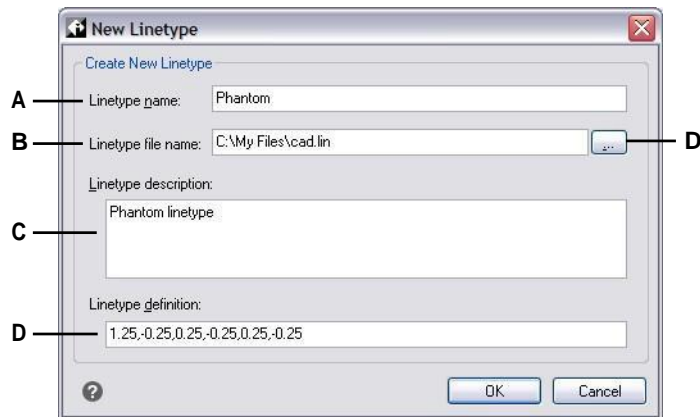 New Linetype
Create New Linetype
A Linetype name: Phantom
B Linetype file name: C:\My Files\cad.lin ... D
Linetype description:
C Phantom linetype
Linetype definition:
D 1.25,-0.25,0.25,-0.25,0.25,-0.25
? OK Cancel